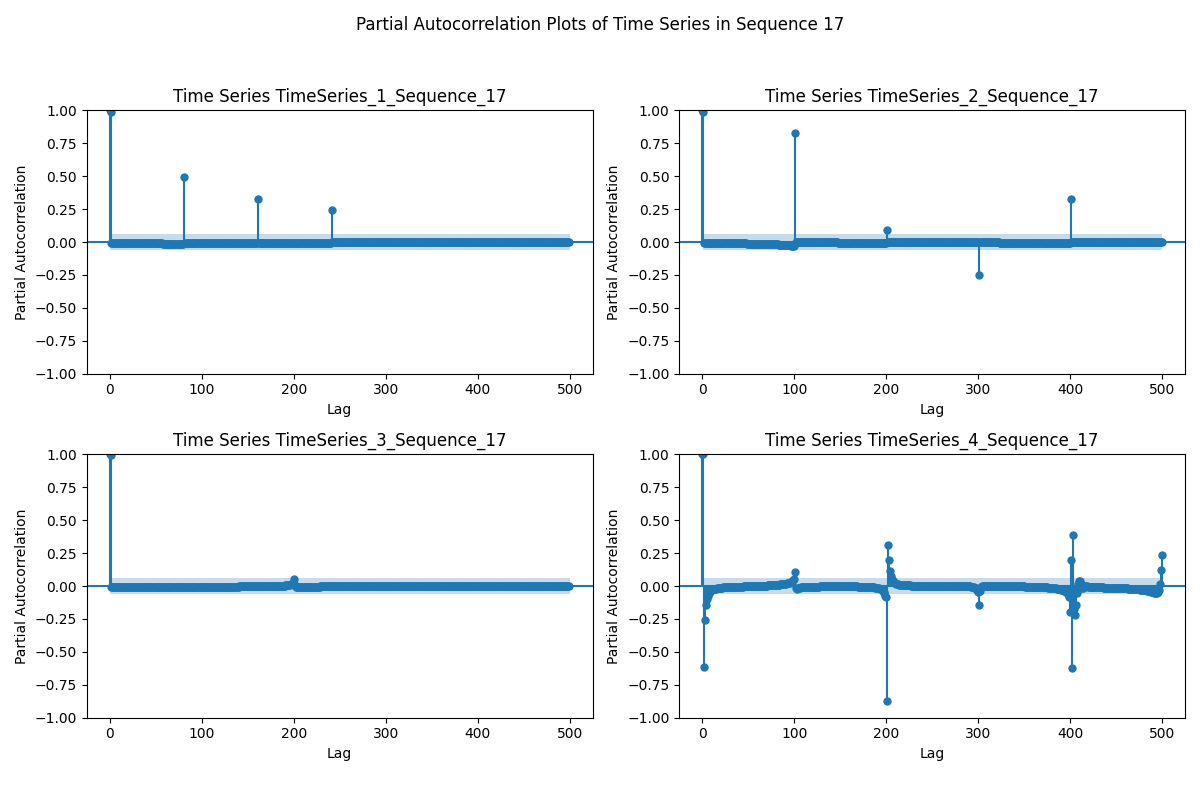 Partial Autocorrelation Plots of Time Series in Sequence 17
Time Series TimeSeries_1_Sequence_17
1.00
0.75
0.50
0.25
0.00
−0.25
−0.50
−0.75
−1.00
Partial Autocorrelation
0 100 200 300 400 500
Lag
Time Series TimeSeries_2_Sequence_17
1.00
0.75
0.50
0.25
0.00
−0.25
−0.50
−0.75
−1.00
Partial Autocorrelation
0 100 200 300 400 500
Lag
Time Series TimeSeries_3_Sequence_17
1.00
0.75
0.50
0.25
0.00
−0.25
−0.50
−0.75
−1.00
Partial Autocorrelation
0 100 200 300 400 500
Lag
Time Series TimeSeries_4_Sequence_17
1.00
0.75
0.50
0.25
0.00
−0.25
−0.50
−0.75
−1.00
Partial Autocorrelation
0 100 200 300 400 500
Lag